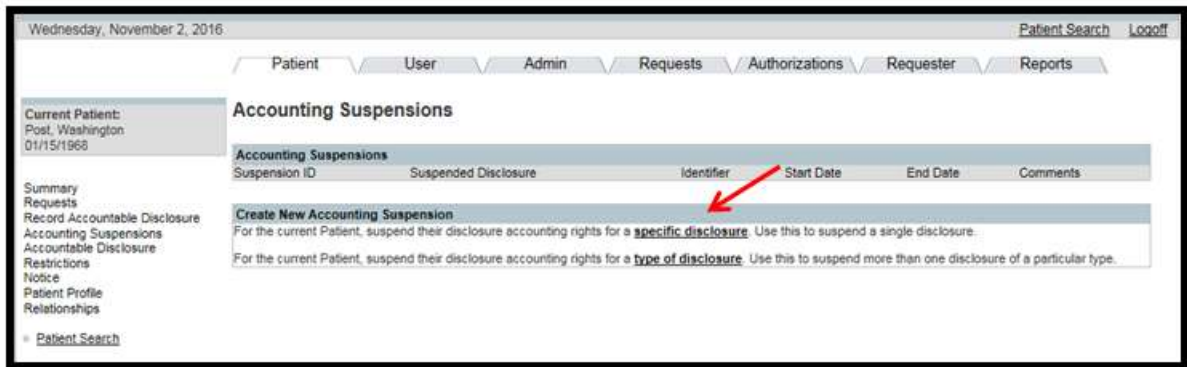 Wednesday, November 2, 2016 Patient Search Logoff
Patient User Admin Requests Authorizations Requester Reports
Current Patient:
Post, Washington
01/15/1968
Summary
Requests
Record Accountable Disclosure
Accounting Suspensions
Accountable Disclosure
Restrictions
Notice
Patient Profile
Relationships
Patient Search
Accounting Suspensions
Accounting Suspensions
Suspension ID Suspended Disclosure Identifier Start Date End Date Comments
Create New Accounting Suspension
For the current Patient, suspend their disclosure accounting rights for a specific disclosure. Use this to suspend a single disclosure.
For the current Patient, suspend their disclosure accounting rights for a type of disclosure. Use this to suspend more than one disclosure of a particular type.